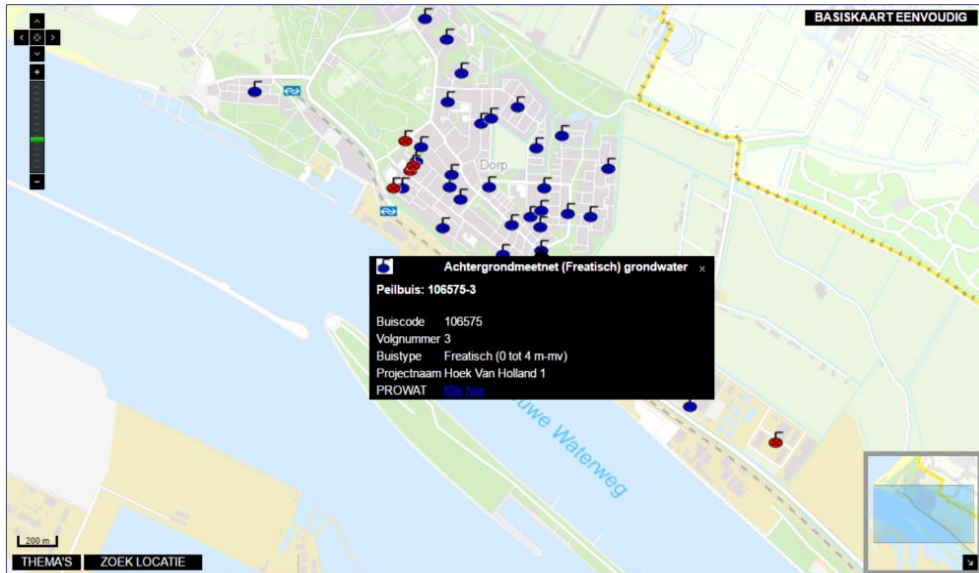 BASISKAART EENVOUDIG
Dorp
Achtergrondmeetnet (Freatisch) grondwater x
Peilbuis: 106575-3
Buiscode 106575
Volgnummer 3
Buistype Freatisch (0 tot 4 m-mv)
Projectnaam Hoek Van Holland 1
PROWAT Klik hier
Waterweg
200 m
THEMA'S ZOEK LOCATIE